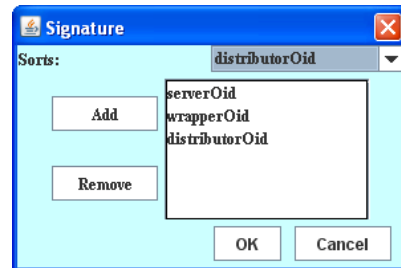 Signature
Sorts: distributorOid
serverOid
Add wrapperOid
distributorOid
Remove
OK Cancel